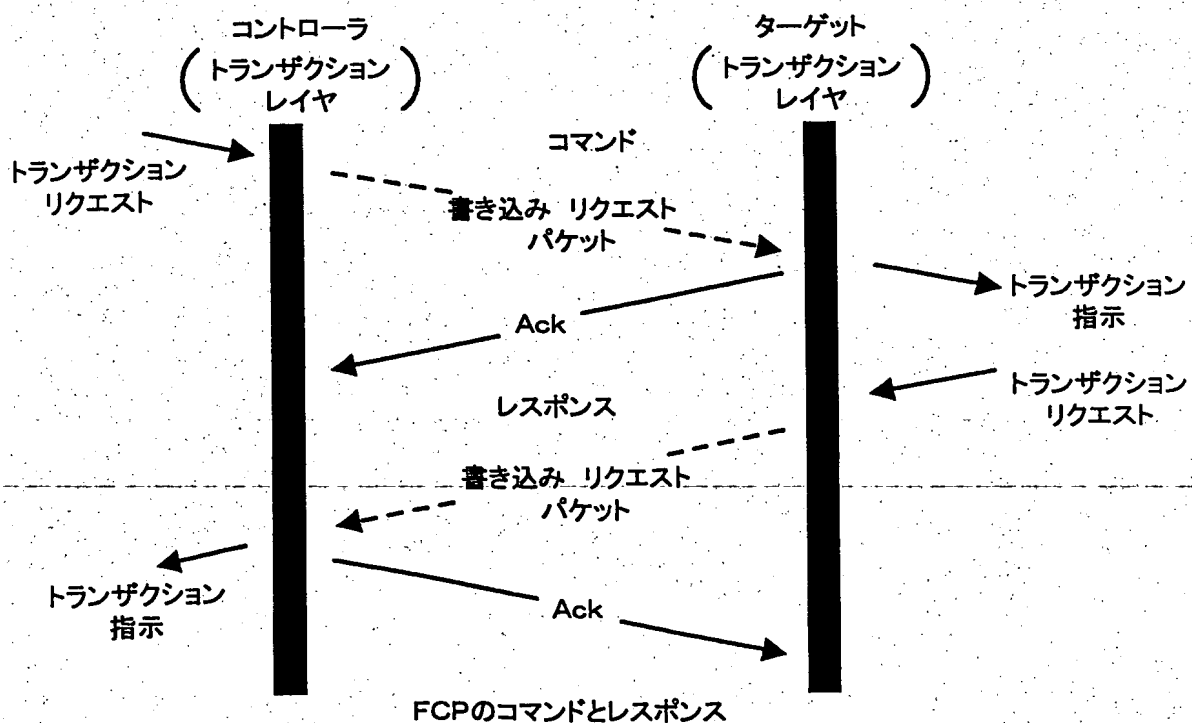 コントローラ
(トランザクション
レイヤ)
ターゲット
(トランザクション
レイヤ)
コマンド
トランザクション
リクエスト
書き込み リクエスト
パケット
トランザクション
指示
Ack
トランザクション
リクエスト
レスポンス
書き込み リクエスト
パケット
トランザクション
指示
Ack
FCPのコマンドとレスポンス